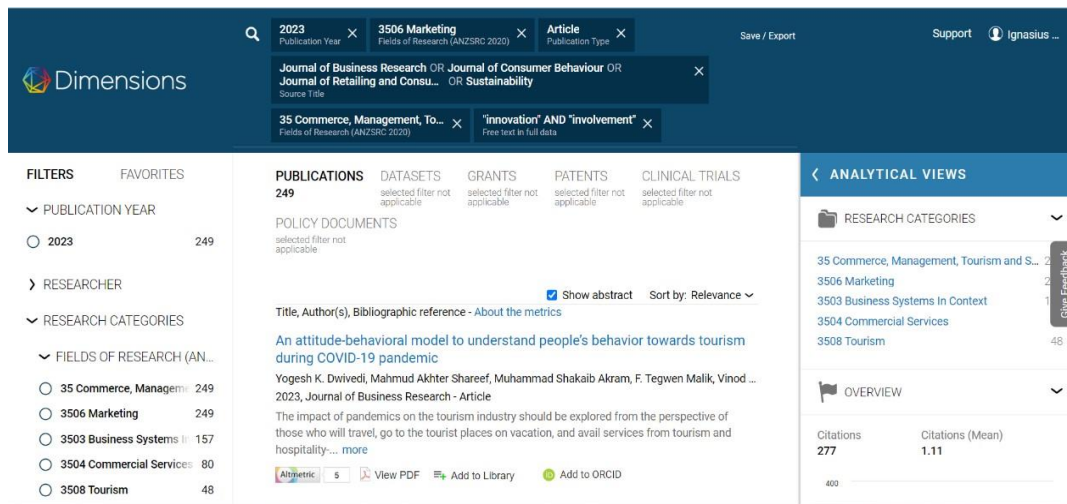 2023
Publication Year
3506 Marketing
Fields of Research (ANZSRC 2020)
Article
Publication Type
Save / Export
Support
Ignasius ...
Dimensions
Journal of Business Research OR Journal of Consumer Behaviour OR
Journal of Retailing and Consu... OR Sustainability
Source Title
35 Commerce, Management, To...
Fields of Research (ANZSRC 2020)
"innovation" AND "involvement"
Free text in full data
FILTERS
FAVORITES
PUBLICATION YEAR
2023 249
RESEARCHER
RESEARCH CATEGORIES
FIELDS OF RESEARCH (AN...
35 Commerce, Managem 249
3506 Marketing 249
3503 Business Systems I 157
3504 Commercial Services 80
3508 Tourism 48
PUBLICATIONS
249
DATASETS
selected filter not
applicable
GRANTS
selected filter not
applicable
PATENTS
selected filter not
applicable
CLINICAL TRIALS
selected filter not
applicable
POLICY DOCUMENTS
selected filter not
applicable
Show abstract Sort by: Relevance
Title, Author(s), Bibliographic reference - About the metrics
An attitude-behavioral model to understand people's behavior towards tourism
during COVID-19 pandemic
Yogesh K. Dwivedi, Mahmud Akhter Shareef, Muhammad Shakaib Akram, F. Tegwen Malik, Vinod ...
2023, Journal of Business Research - Article
The impact of pandemics on the tourism industry should be explored from the perspective of
those who will travel, go to the tourist places on vacation, and avail services from tourism and
hospitality-... more
Altmetric 5 View PDF Add to Library iD Add to ORCID
ANALYTICAL VIEWS
RESEARCH CATEGORIES
35 Commerce, Management, Tourism and S... 2
3506 Marketing 2
3503 Business Systems In Context 1
3504 Commercial Services
3508 Tourism 48
Give Feedback
OVERVIEW
Citations
277
Citations (Mean)
1.11
400